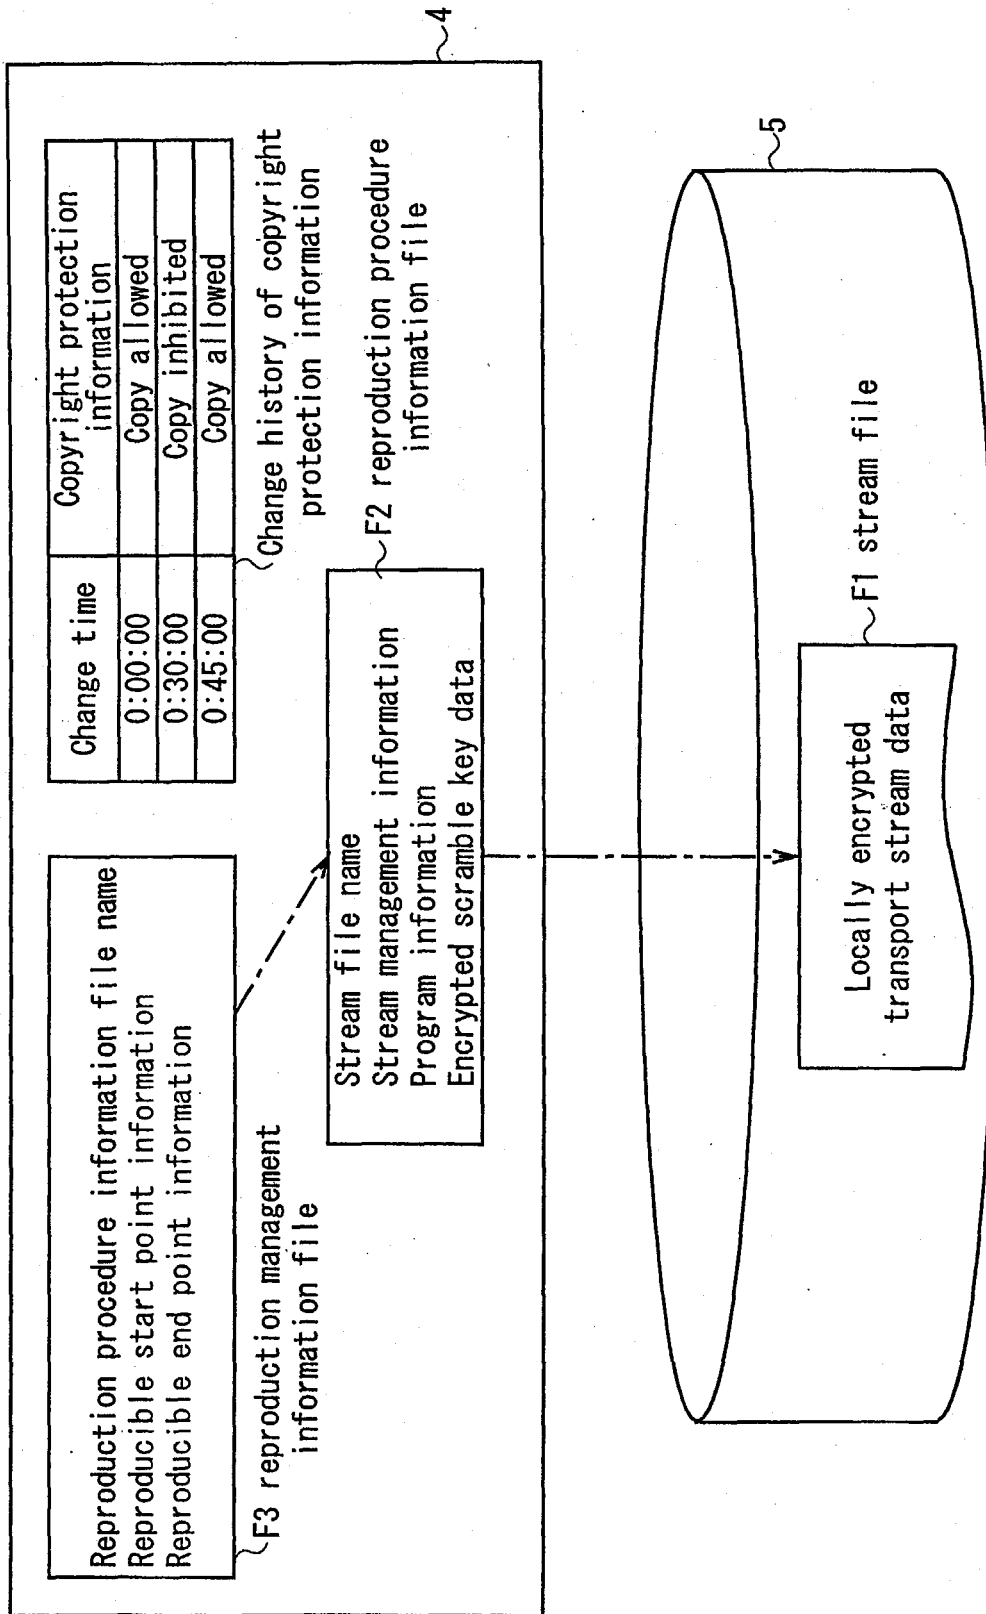 Reproduction procedure information file name
Reproducible start point information
Reproducible end point information
F3 reproduction management
information file
Change time
Copyright protection
information
0:00:00
Copy allowed
0:30:00
Copy inhibited
0:45:00
Copy allowed
Change history of copyright
protection information
Stream file name
Stream management information
Program information
Encrypted scramble key data
F2 reproduction procedure
information file
4
5
Locally encrypted
transport stream data
F1 stream file